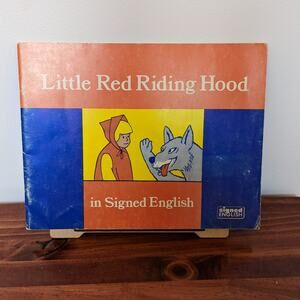 Little Red Riding Hood
in Signed English
signed
ENGLISH